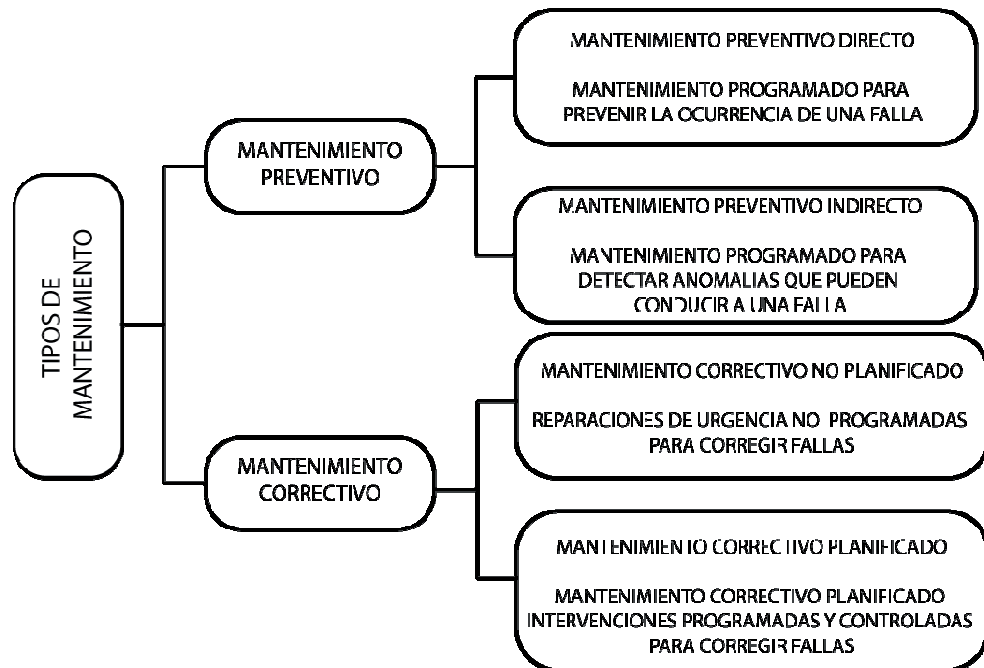 TIPOS DE
MANTENIMIENTO
MANTENIMIENTO
PREVENTIVO
MANTENIMIENTO PREVENTIVO DIRECTO
MANTENIMIENTO PROGRAMADO PARA
PREVENIR LA OCURRENCIA DE UNA FALLA
MANTENIMIENTO PREVENTIVO INDIRECTO
MANTENIMIENTO PROGRAMADO PARA
DETECTAR ANOMALIAS QUE PUEDEN
CONDUCIR A UNA FALLA
MANTENIMIENTO
CORRECTIVO
MANTENIMIENTO CORRECTIVO NO PLANIFICADO
REPARACIONES DE URGENCIA NO PROGRAMADAS
PARA CORREGIR FALLAS
MANTENIMIENTO CORRECTIVO PLANIFICADO
MANTENIMIENTO CORRECTIVO PLANIFICADO
INTERVENCIONES PROGRAMADAS Y CONTROLADAS
PARA CORREGIR FALLAS